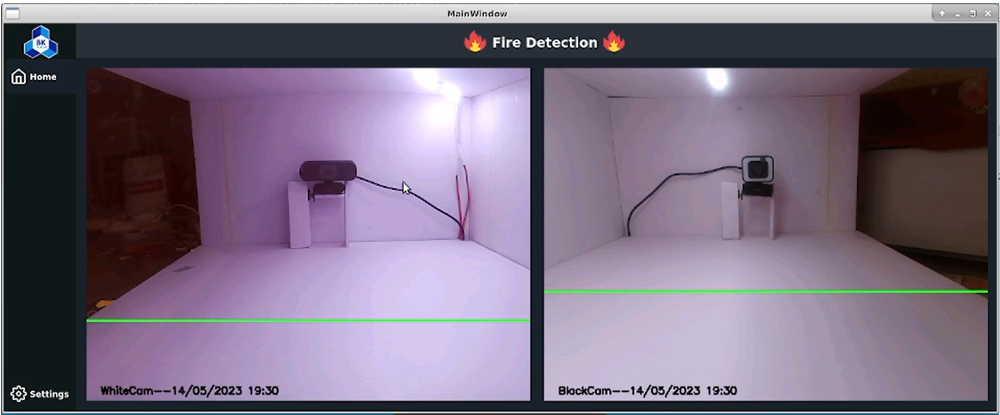 MainWindow
BK
Fire Detection
Home
WhiteCam--14/05/2023 19:30
BlackCam--14/05/2023 19:30
Settings